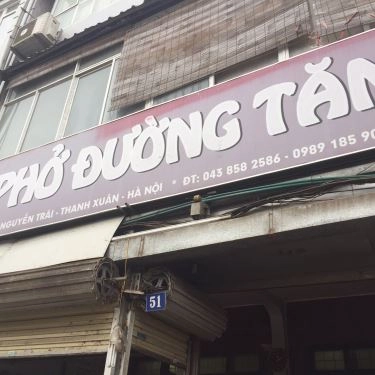 PHỞ ĐƯỜNG TĂN
NGUYỄN TRÃI - THANH XUÂN - HÀ NỘI * ĐT: 043 858 2586 - 0989 185 90
51